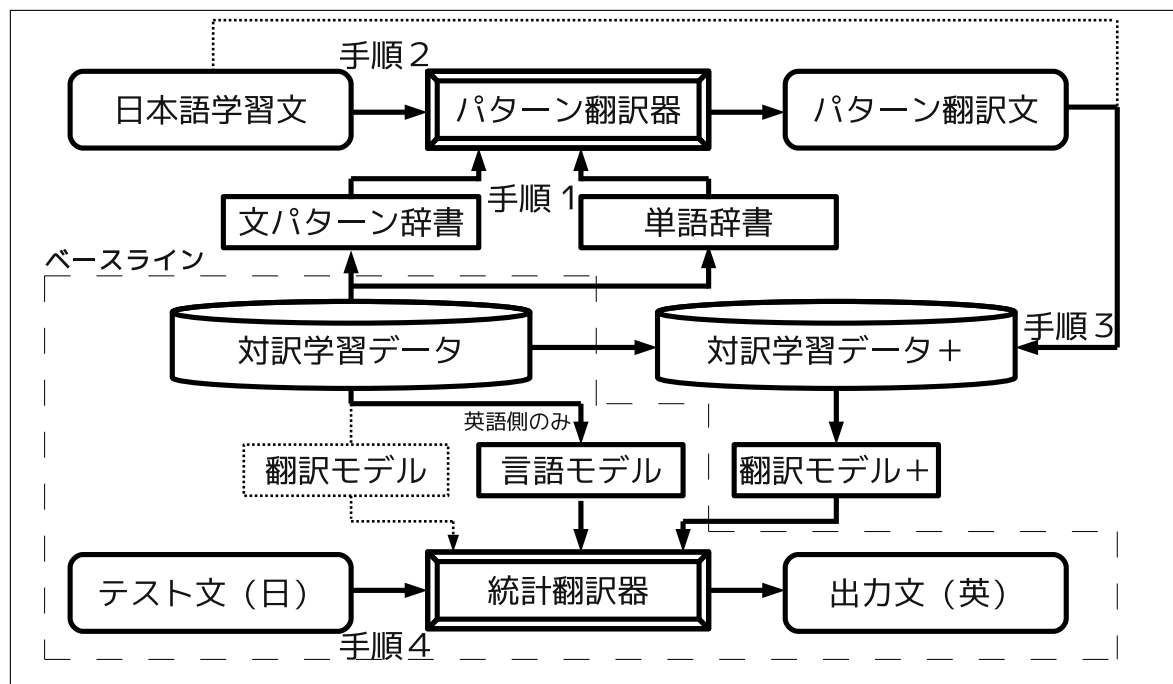 手順２
日本語学習文
パターン翻訳器
パターン翻訳文
手順１
文パターン辞書
単語辞書
ベースライン
対訳学習データ
対訳学習データ＋
手順３
英語側のみ
翻訳モデル
言語モデル
翻訳モデル＋
テスト文（日）
統計翻訳器
出力文（英）
手順４